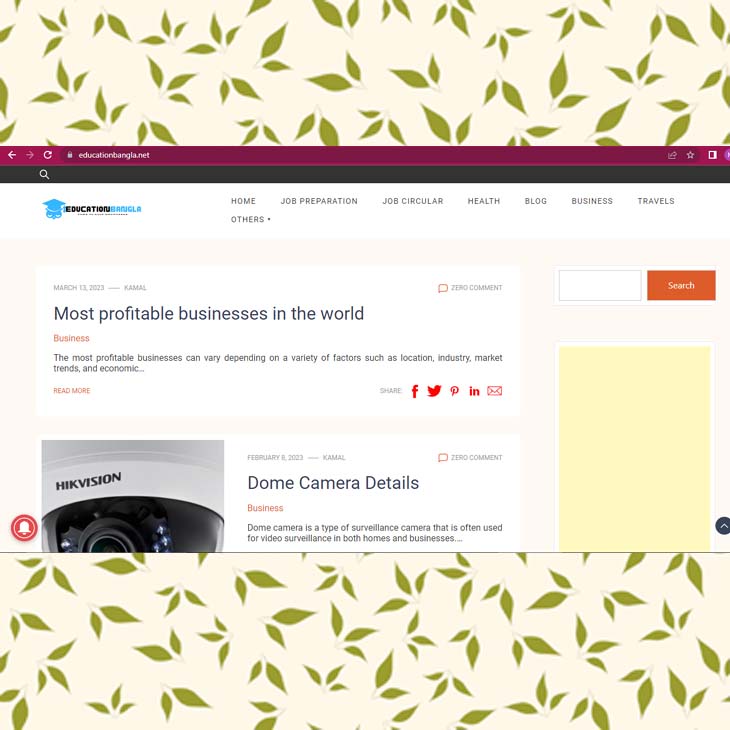 educationbangla.net
EDUCATIONBANGLA
HOME JOB PREPARATION JOB CIRCULAR HEALTH BLOG BUSINESS TRAVELS
OTHERS
MARCH 13, 2023 KAMAL ZERO COMMENT
Most profitable businesses in the world
Business
The most profitable businesses can vary depending on a variety of factors such as location, industry, market
trends, and economic...
READ MORE SHARE:
Search
HIKVISION
FEBRUARY 8, 2023 KAMAL ZERO COMMENT
Dome Camera Details
Business
Dome camera is a type of surveillance camera that is often used
for video surveillance in both homes and businesses....